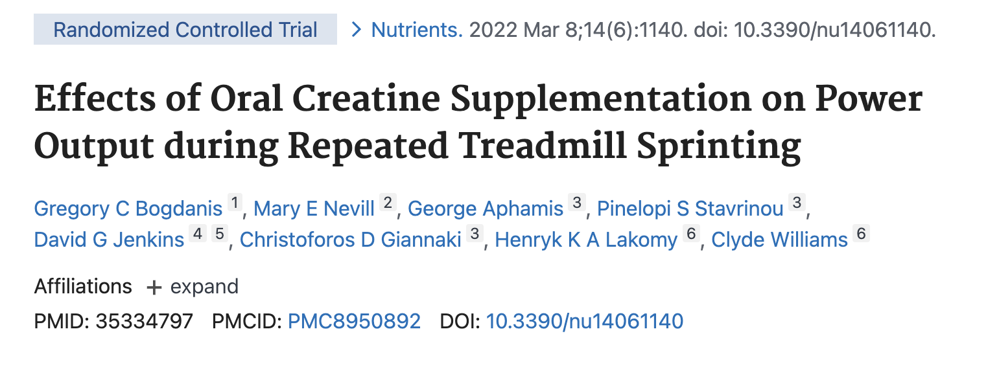 Randomized Controlled Trial > Nutrients. 2022 Mar 8;14(6):1140. doi: 10.3390/nu14061140.
Effects of Oral Creatine Supplementation on Power
Output during Repeated Treadmill Sprinting
Gregory C Bogdanis 1, Mary E Nevill 2, George Aphamis 3, Pinelopi S Stavrinou 3,
David G Jenkins 4 5, Christoforos D Giannaki 3, Henryk K A Lakomy 6, Clyde Williams 6
Affiliations + expand
PMID: 35334797 PMCID: PMC8950892 DOI: 10.3390/nu14061140